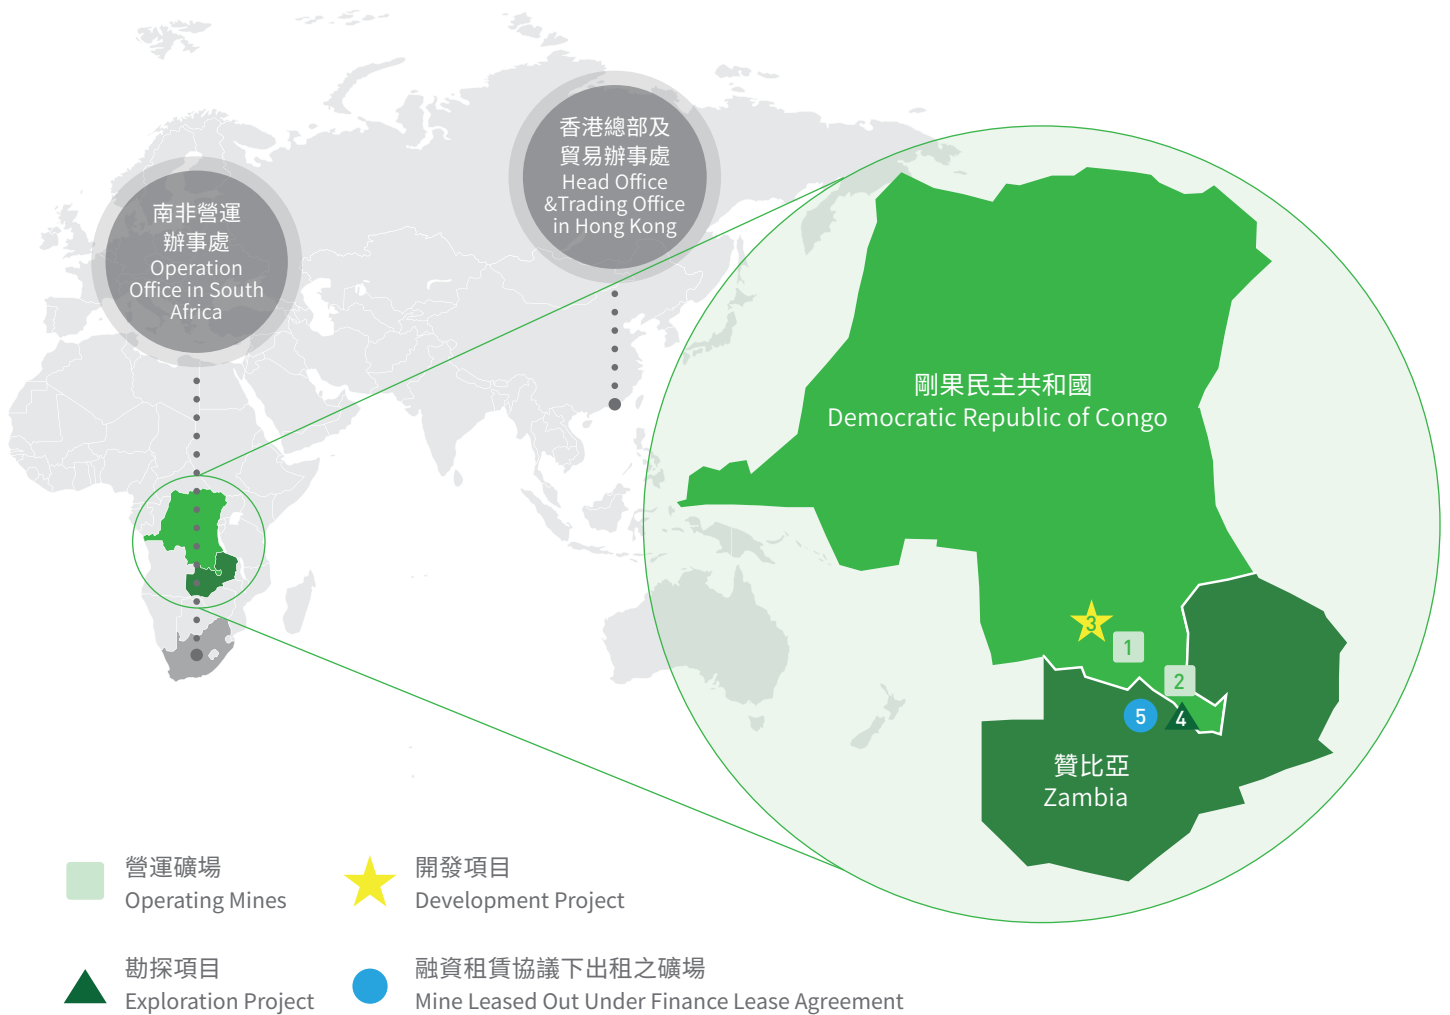 香港總部及
貿易辦事處
Head Office
&Trading Office
in Hong Kong
南非營運
辦事處
Operation
Office in South
Africa
剛果民主共和國
Democratic Republic of Congo
3
1
2
5
4
贊比亞
Zambia
營運礦場
Operating Mines
開發項目
Development Project
勘探項目
Exploration Project
融資租賃協議下出租之礦場
Mine Leased Out Under Finance Lease Agreement